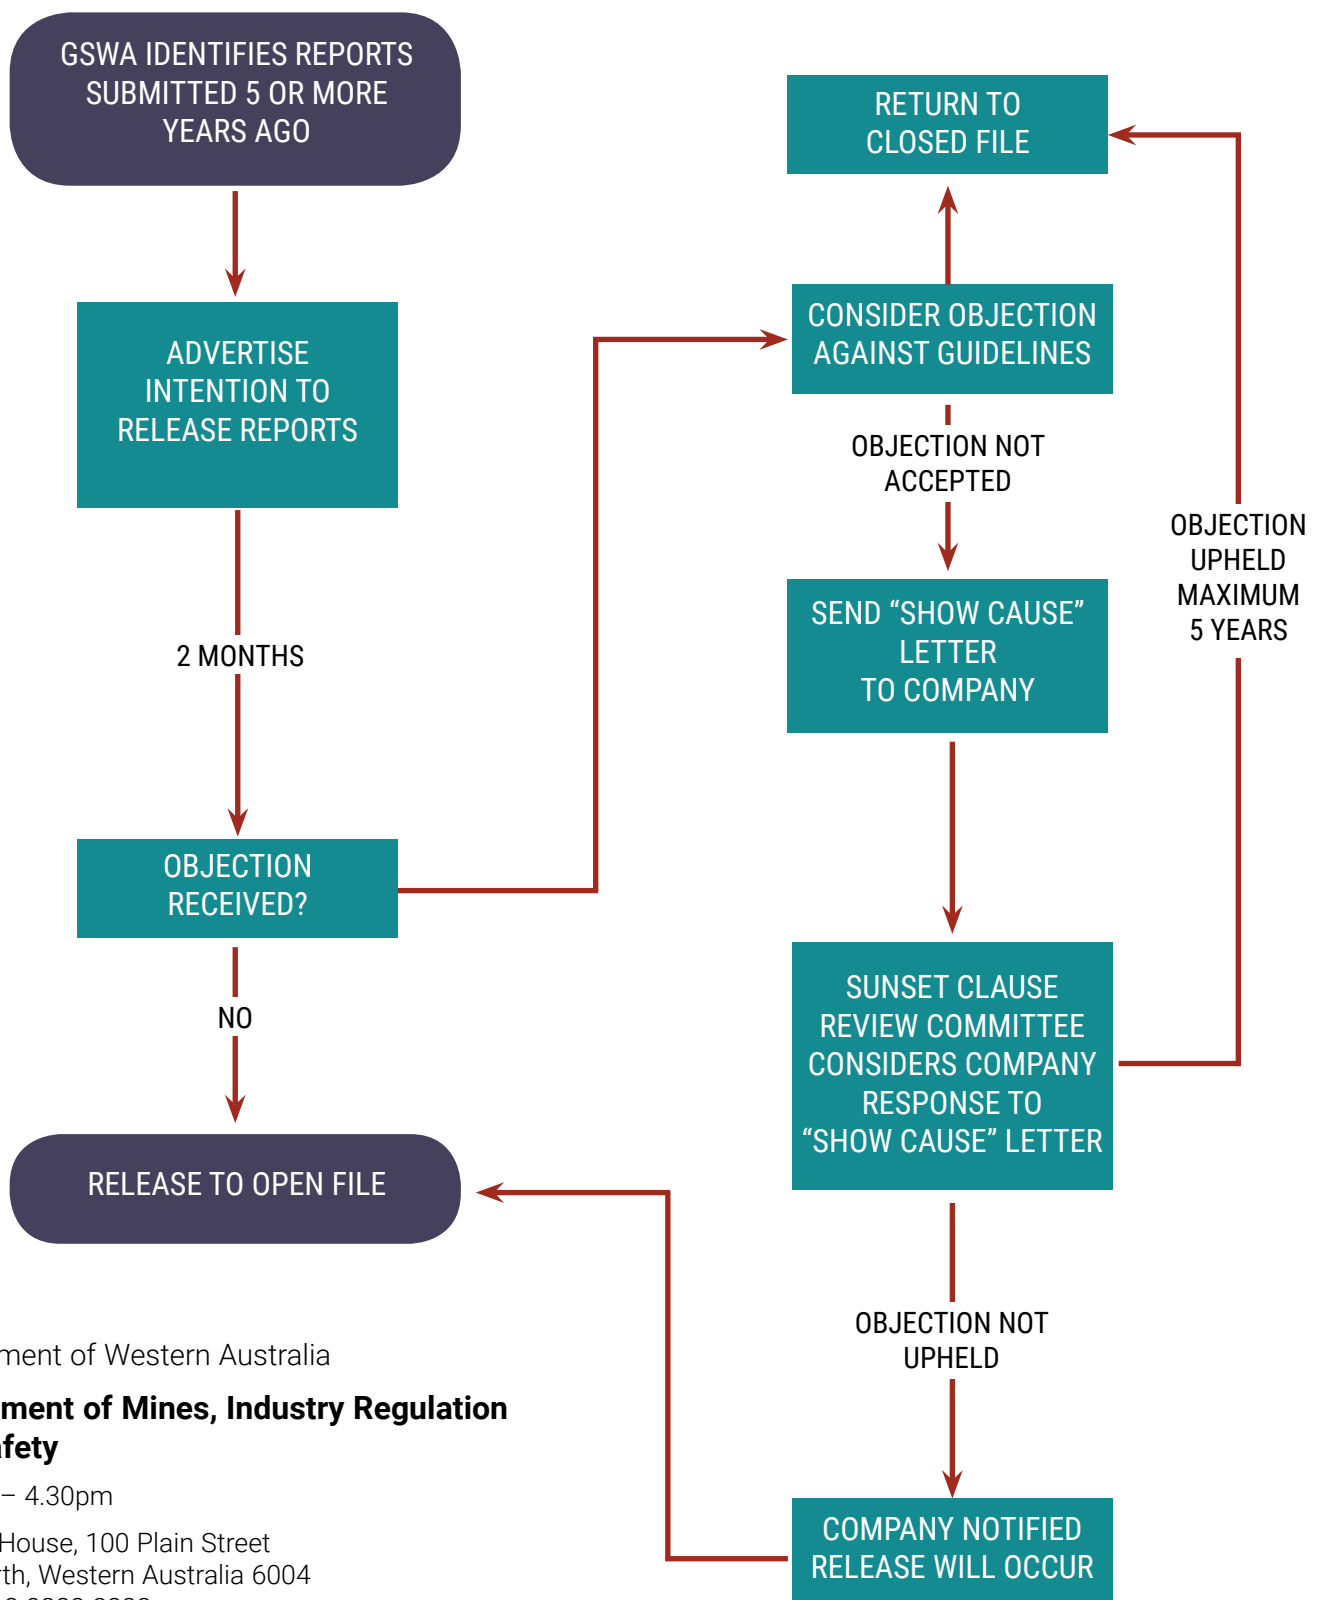 GSWA IDENTIFIES REPORTS
SUBMITTED 5 OR MORE
YEARS AGO
ADVERTISE
INTENTION TO
RELEASE REPORTS
2 MONTHS
OBJECTION
RECEIVED?
NO
RELEASE TO OPEN FILE
RETURN TO
CLOSED FILE
CONSIDER OBJECTION
AGAINST GUIDELINES
OBJECTION NOT
ACCEPTED
SEND “SHOW CAUSE”
LETTER
TO COMPANY
OBJECTION
UPHELD
MAXIMUM
5 YEARS
SUNSET CLAUSE
REVIEW COMMITTEE
CONSIDERS COMPANY
RESPONSE TO
“SHOW CAUSE” LETTER
OBJECTION NOT
UPHELD
COMPANY NOTIFIED
RELEASE WILL OCCUR
of Western Australia
of Mines, Industry Regulation
– 4.30pm
House, 100 Plain Street
Western Australia 6004